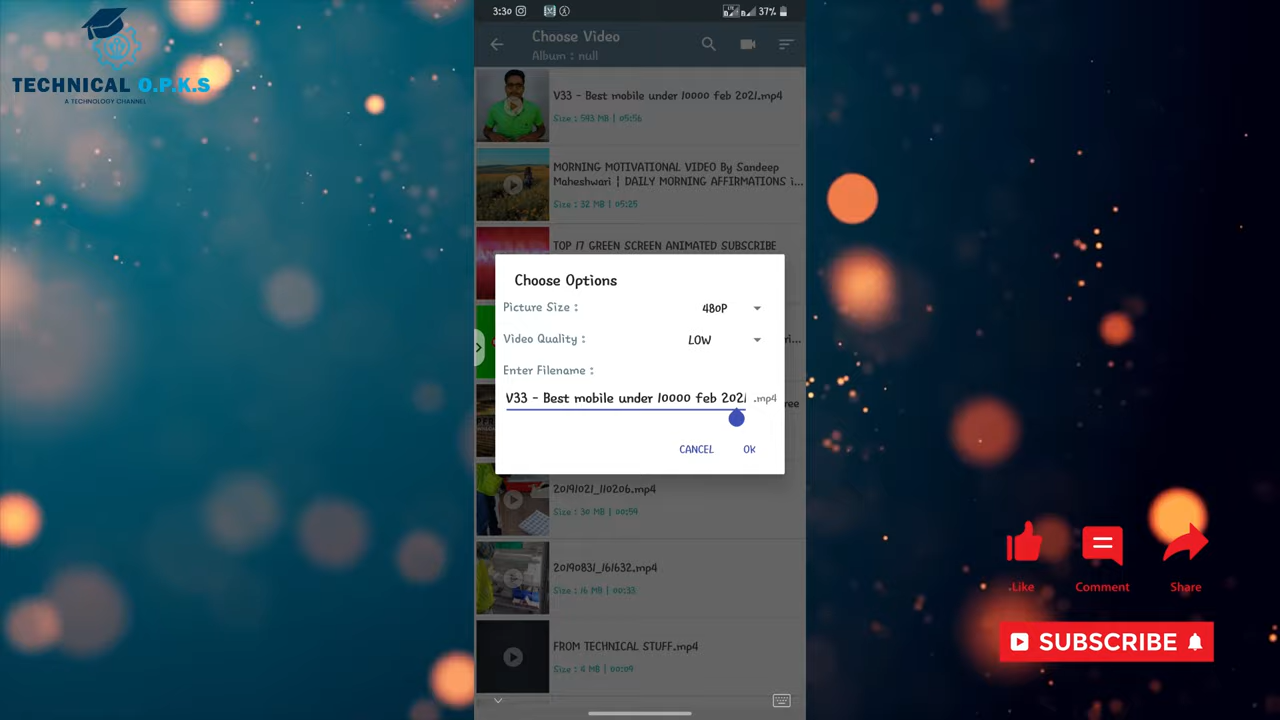 TECHNICAL O.P.K.S
A TECHNOLOGY CHANNEL
3:30
37%
Choose Video
Album : null
V33 - Best mobile under 10000 feb 2021.mp4
Size : 593 MB | 05:56
MORNING MOTIVATIONAL VIDEO By Sandeep
Maheshwari | DAILY MORNING AFFIRMATIONS i...
Size : 32 MB | 05:25
TOP 17 GREEN SCREEN ANIMATED SUBSCRIBE
Choose Options
Picture Size :
480P
Video Quality :
LOW
Enter Filename :
V33 - Best mobile under 10000 feb 2021
.mp4
CANCEL
OK
20191021_110206.mp4
Size : 30 MB | 00:54
20190831_161632.mp4
Size : 16 MB | 00:33
FROM TECHNICAL STUFF.mp4
Size : 4 MB | 00:09
Like
Comment
Share
SUBSCRIBE